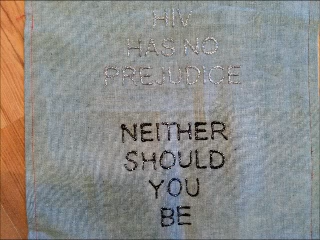 HIV
HAS NO
PREJUDICE
NEITHER
SHOULD
YOU
BE